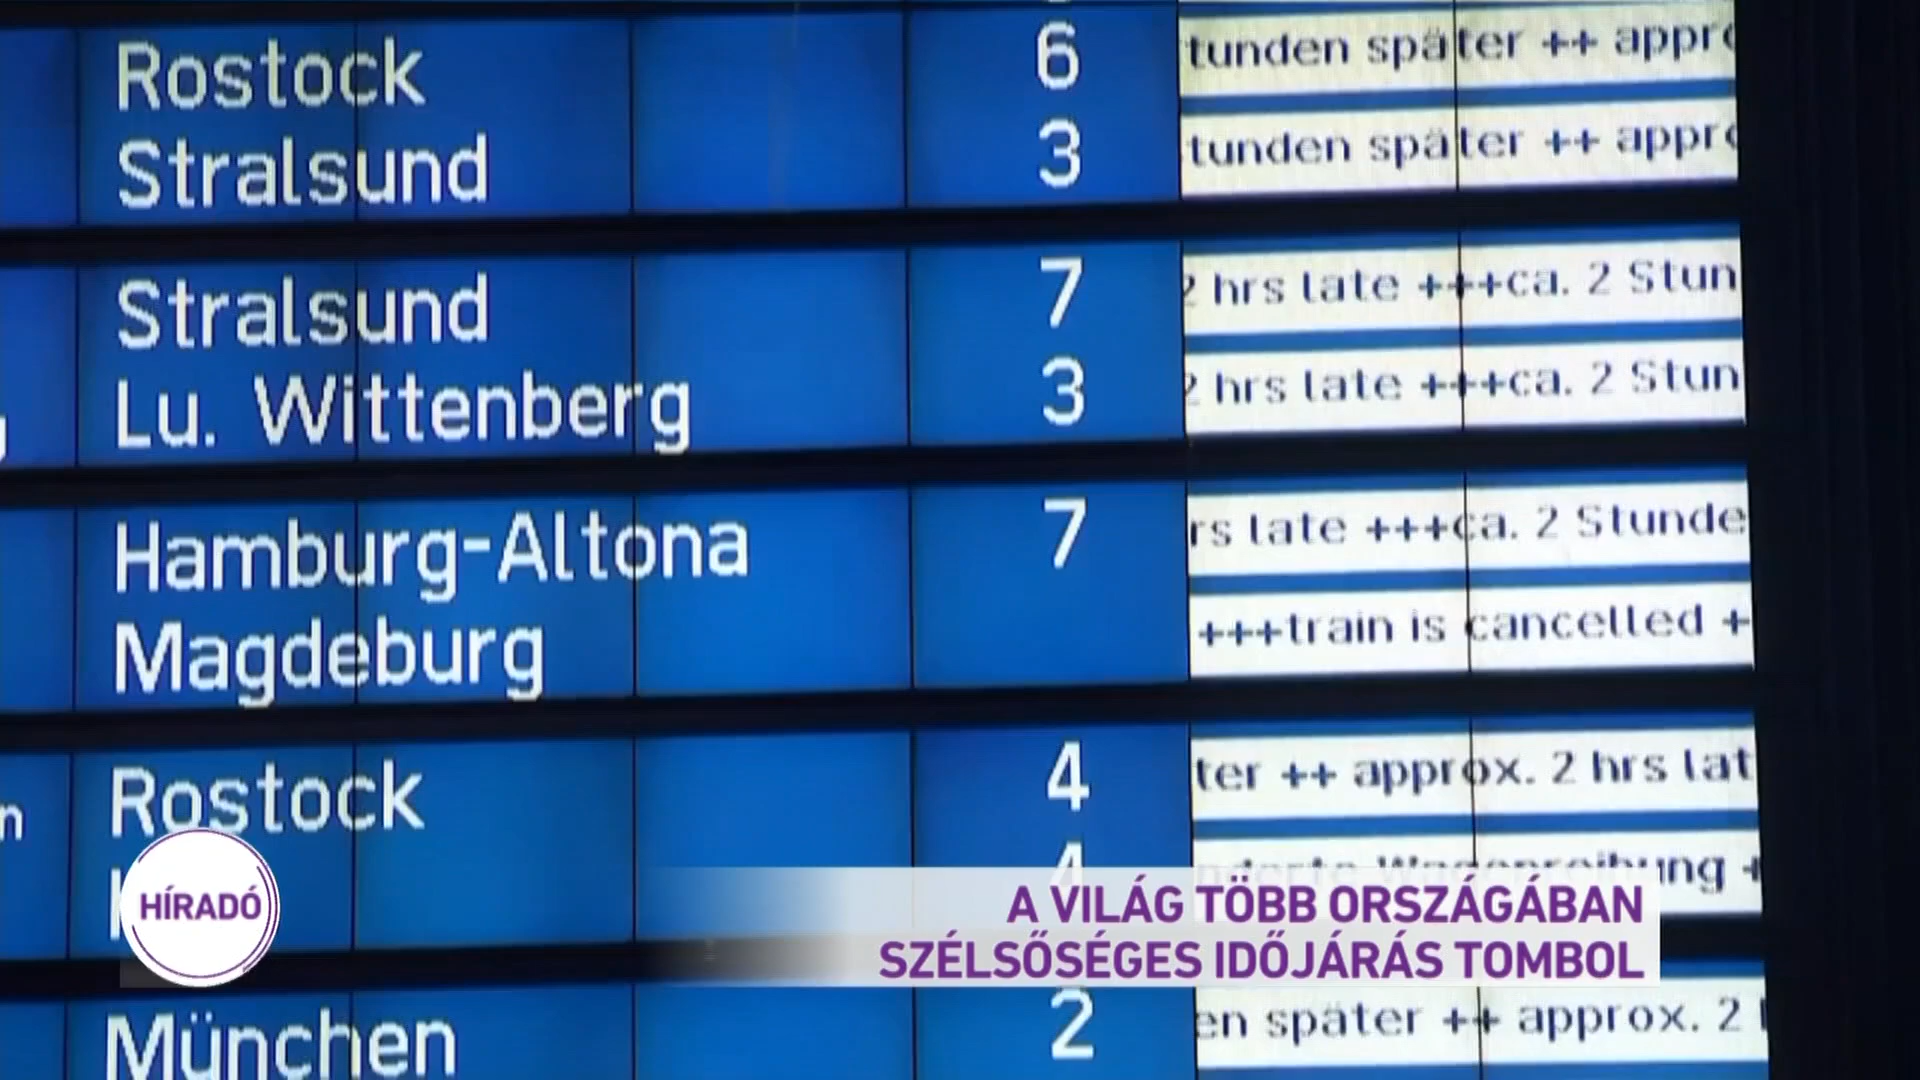 Rostock 6 tunden später ++ appr
Stralsund 3 tunden später ++ appr
Stralsund 7 2 hrs late +++ca. 2 Stun
Lu. Wittenberg 3 2 hrs late +++ca. 2 Stun
Hamburg-Altona 7 rs late +++ca. 2 Stunde
Magdeburg +++train is cancelled +
Rostock 4 ter ++ approx. 2 hrs lat
4
HÍRADÓ
A VILÁG TÖBB ORSZÁGÁBAN
SZÉLSŐSÉGES IDŐJÁRÁS TOMBOL
München 2 en später ++ approx. 2